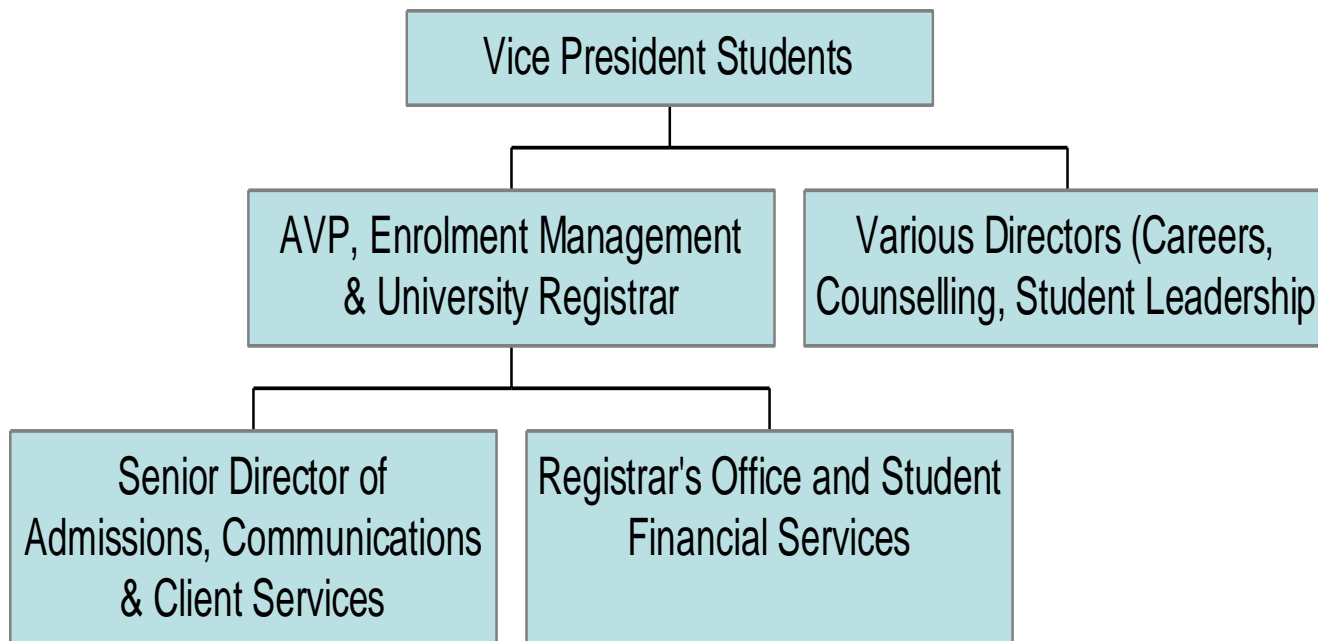 Vice President Students
AVP, Enrolment Management
& University Registrar
Various Directors (Careers,
Counselling, Student Leadership
Senior Director of
Admissions, Communications
& Client Services
Registrar's Office and Student
Financial Services